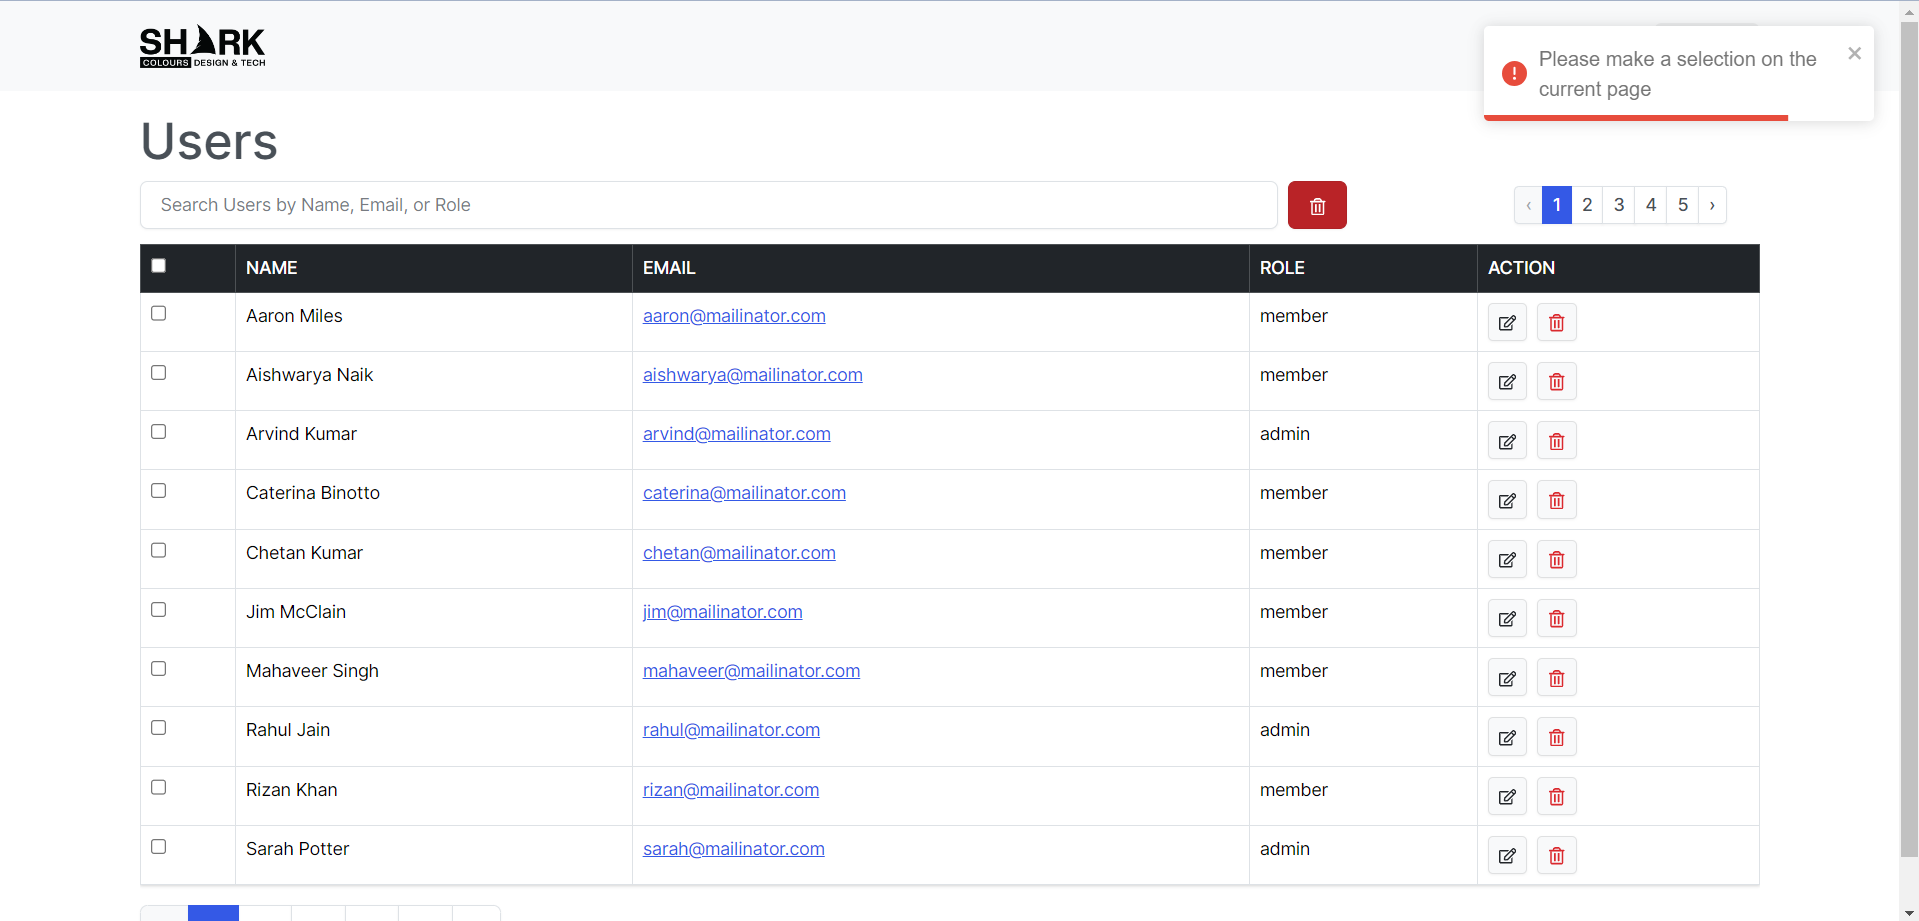 SHARK
COLOURS DESIGN & TECH
Please make a selection on the
current page
Users
Search Users by Name, Email, or Role
‹ 1 2 3 4 5 ›
NAME EMAIL ROLE ACTION
Aaron Miles aaron@mailinator.com member
Aishwarya Naik aishwarya@mailinator.com member
Arvind Kumar arvind@mailinator.com admin
Caterina Binotto caterina@mailinator.com member
Chetan Kumar chetan@mailinator.com member
Jim McClain jim@mailinator.com member
Mahaveer Singh mahaveer@mailinator.com member
Rahul Jain rahul@mailinator.com admin
Rizan Khan rizan@mailinator.com member
Sarah Potter sarah@mailinator.com admin